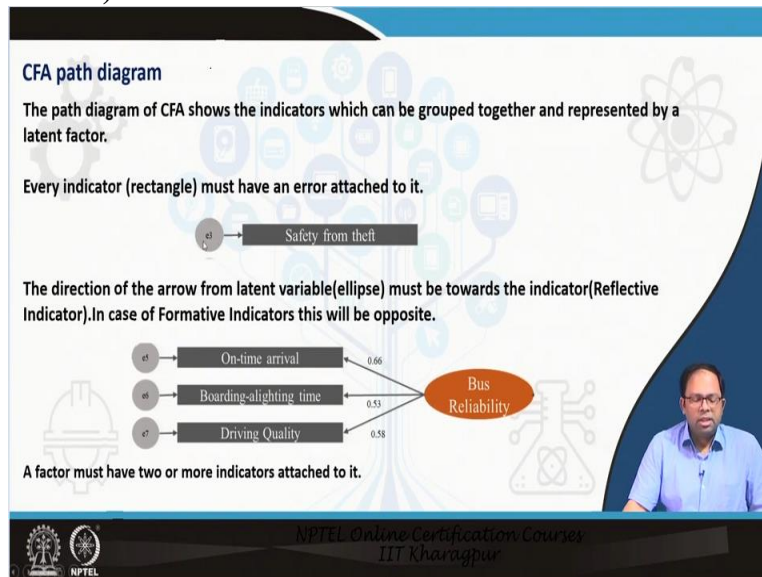 CFA path diagram
The path diagram of CFA shows the indicators which can be grouped together and represented by a
latent factor.
Every indicator (rectangle) must have an error attached to it.
e3
Safety from theft
The direction of the arrow from latent variable(ellipse) must be towards the indicator(Reflective
Indicator).In case of Formative Indicators this will be opposite.
e5
On-time arrival
0.66
e6
Boarding-alighting time
0.53
e7
Driving Quality
0.58
Bus
Reliability
A factor must have two or more indicators attached to it.
NPTEL Online Certification Courses
IIT Kharagpur
NPTEL